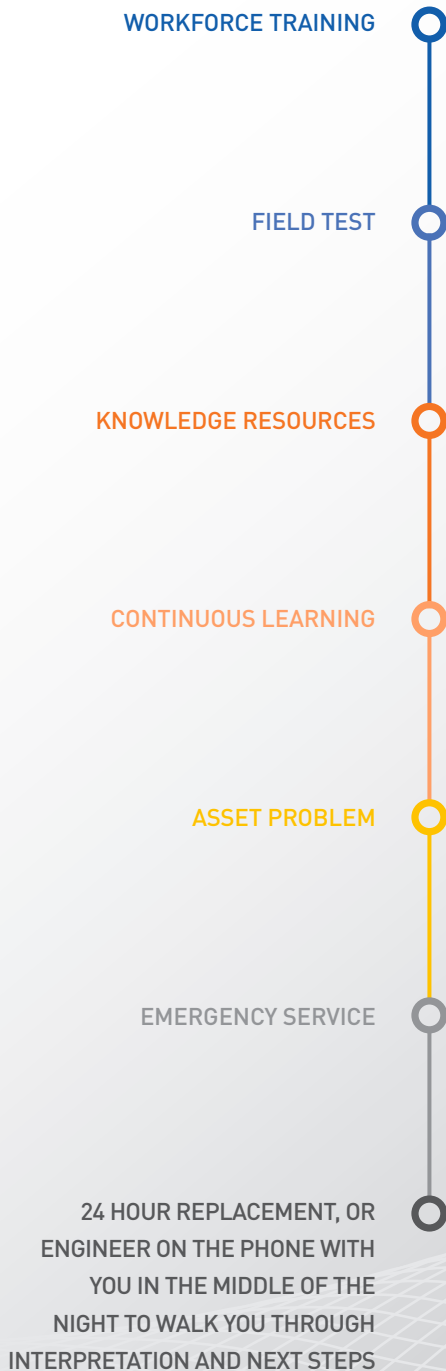 WORKFORCE TRAINING
FIELD TEST
KNOWLEDGE RESOURCES
CONTINUOUS LEARNING
ASSET PROBLEM
EMERGENCY SERVICE
24 HOUR REPLACEMENT, OR
ENGINEER ON THE PHONE WITH
YOU IN THE MIDDLE OF THE
NIGHT TO WALK YOU THROUGH
INTERPRETATION AND NEXT STEPS